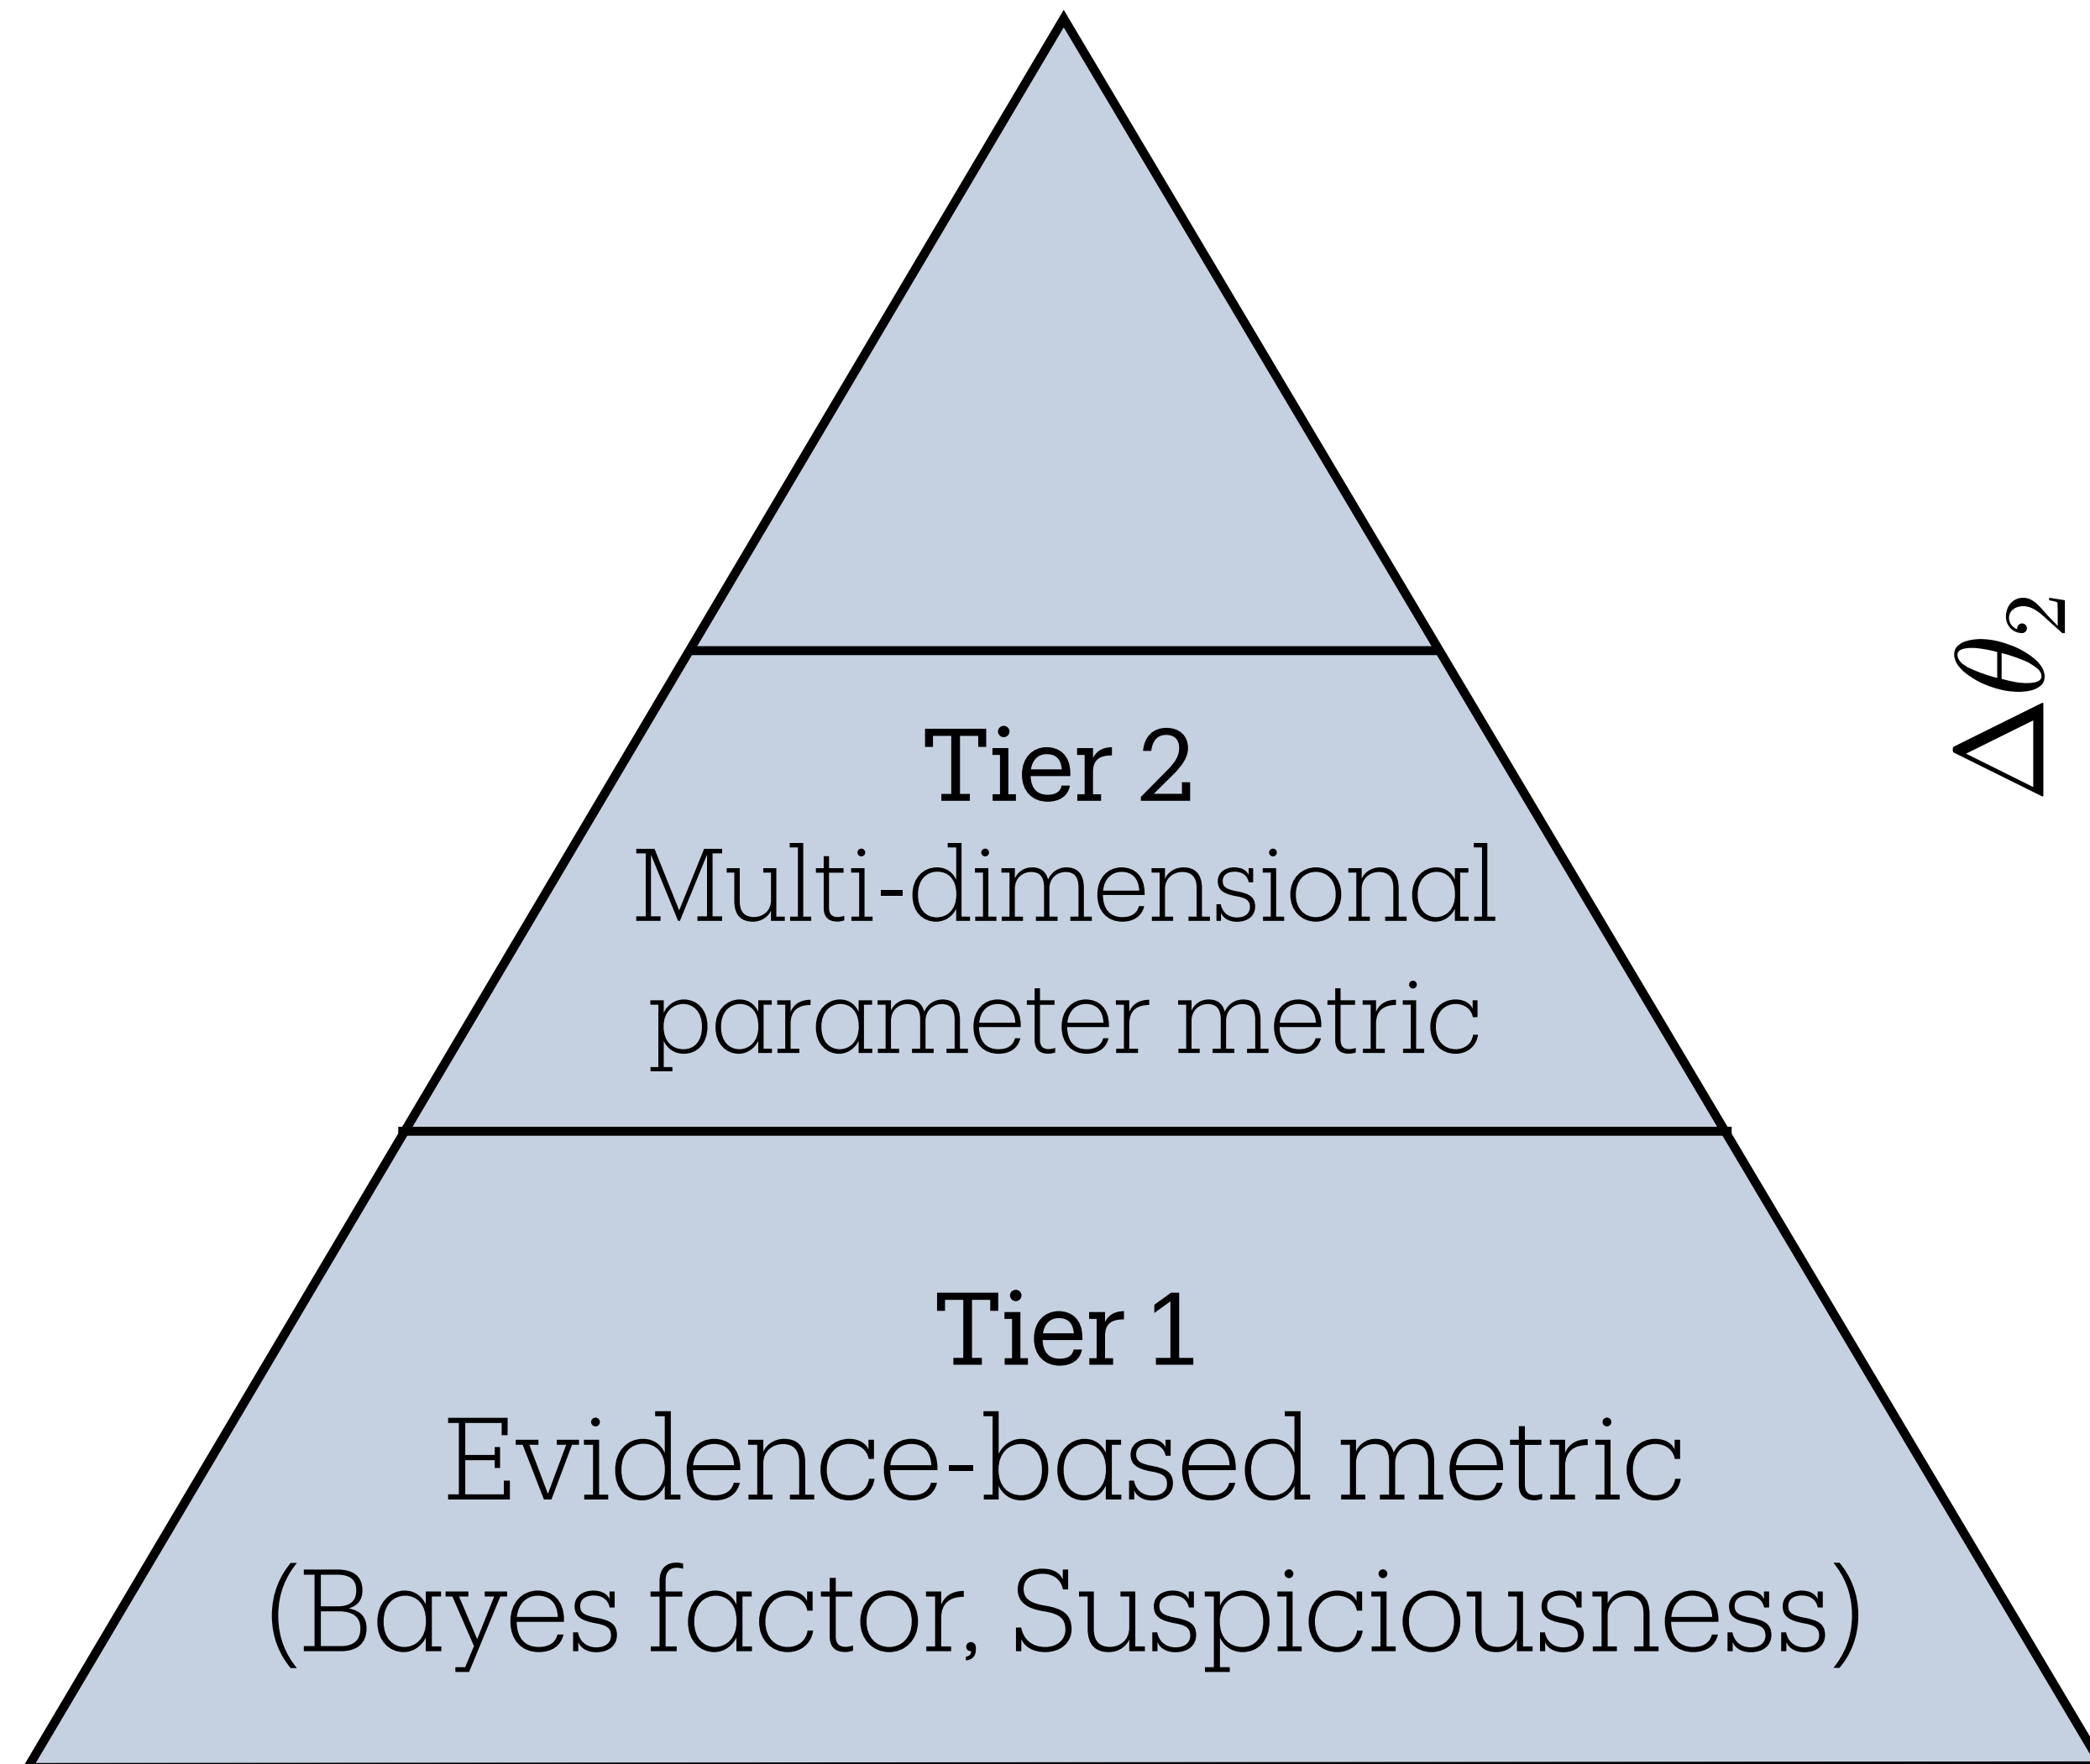 Δθ₂
Tier 2
Multi-dimensional
parameter metric
Tier 1
Evidence-based metric
(Bayes factor, Suspiciousness)